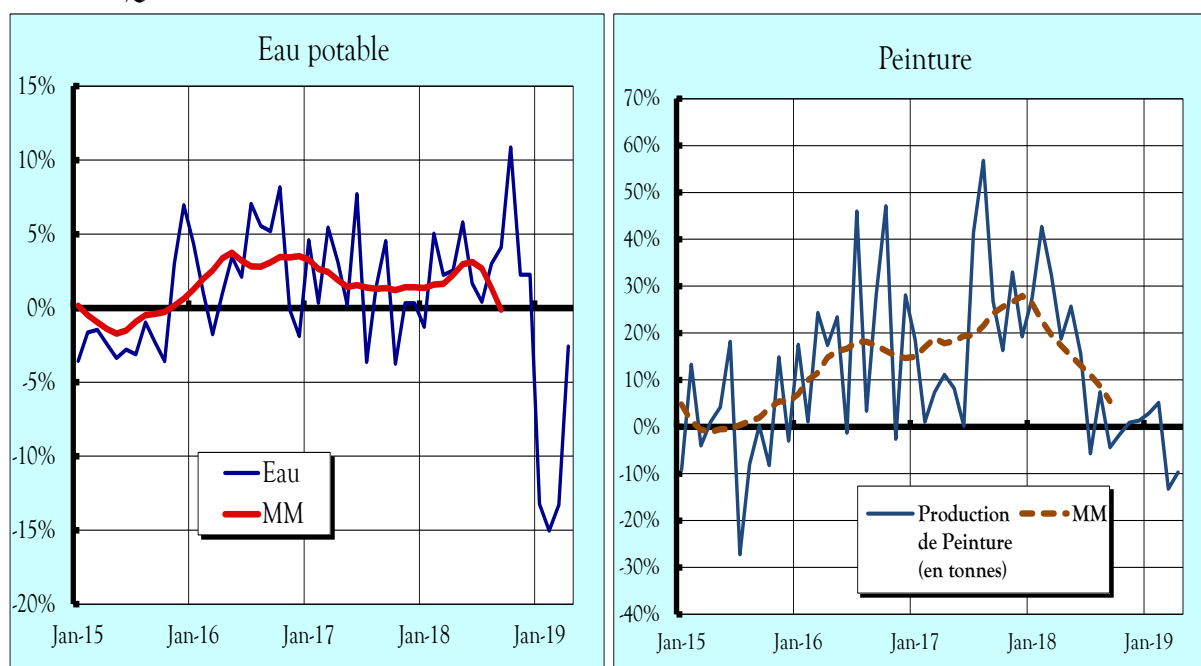 Eau potable
15%
10%
5%
0%
-5%
-10%
-15%
-20%
Eau
MM
Jan-15 Jan-16 Jan-17 Jan-18 Jan-19
Peinture
70%
60%
50%
40%
30%
20%
10%
0%
-10%
-20%
-30%
-40%
Production
de Peinture
(en tonnes)
MM
Jan-15 Jan-16 Jan-17 Jan-18 Jan-19